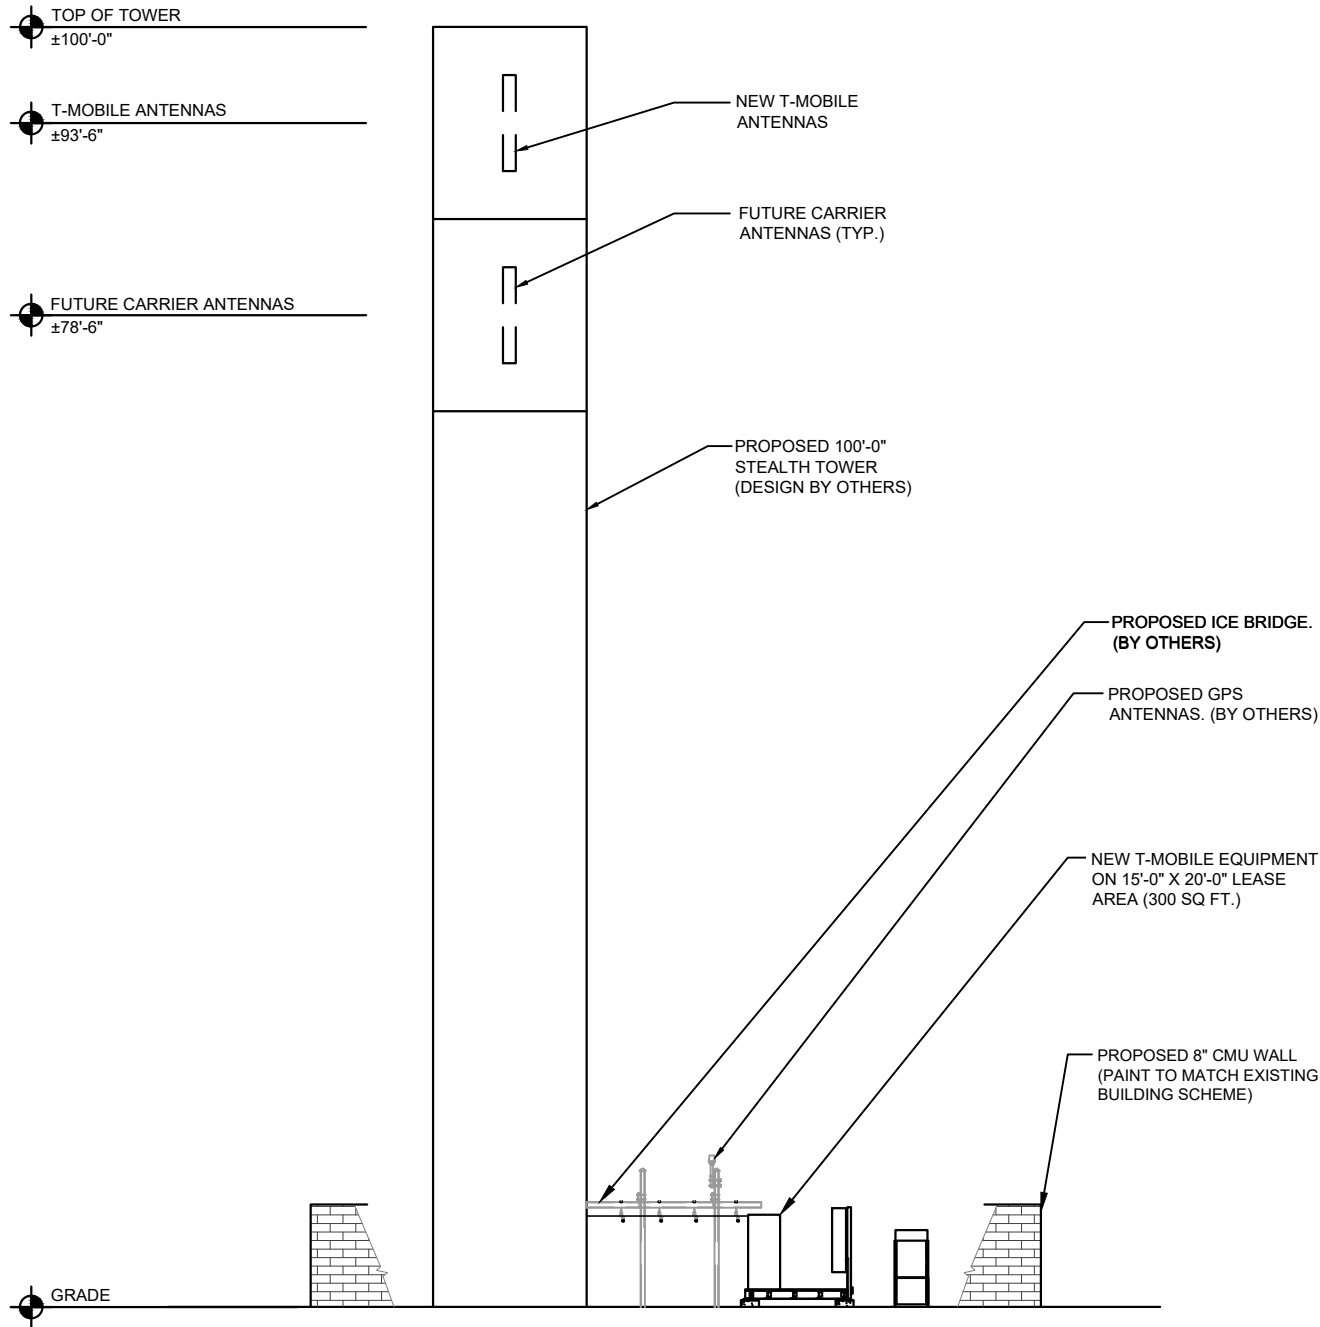 TOP OF TOWER
±100'-0"
T-MOBILE ANTENNAS
±93'-6"
NEW T-MOBILE
ANTENNAS
FUTURE CARRIER
ANTENNAS (TYP.)
FUTURE CARRIER ANTENNAS
±78'-6"
PROPOSED 100'-0"
STEALTH TOWER
(DESIGN BY OTHERS)
PROPOSED ICE BRIDGE.
(BY OTHERS)
PROPOSED GPS
ANTENNAS. (BY OTHERS)
NEW T-MOBILE EQUIPMENT
ON 15'-0" X 20'-0" LEASE
AREA (300 SQ FT.)
PROPOSED 8" CMU WALL
(PAINT TO MATCH EXISTING
BUILDING SCHEME)
GRADE